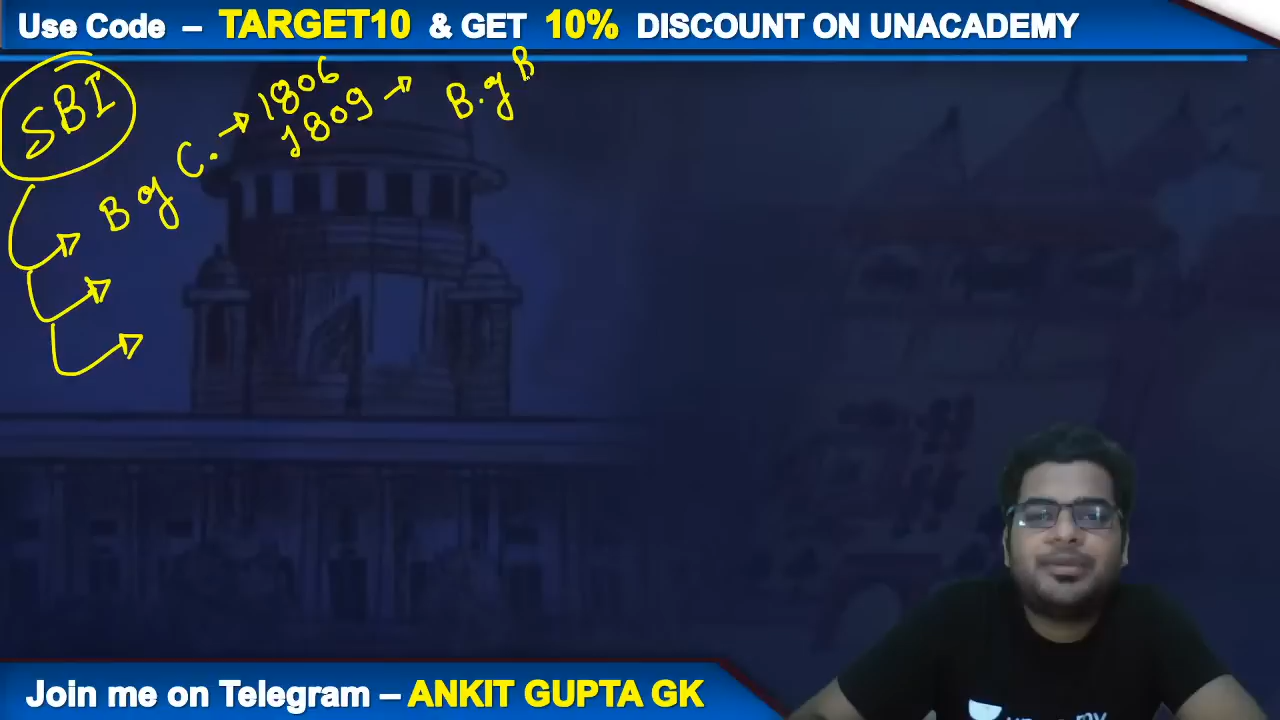 Use Code – TARGET10 & GET 10% DISCOUNT ON UNACADEMY
SBI
B of C. → 1806
1809 → B. of B
Join me on Telegram – ANKIT GUPTA GK